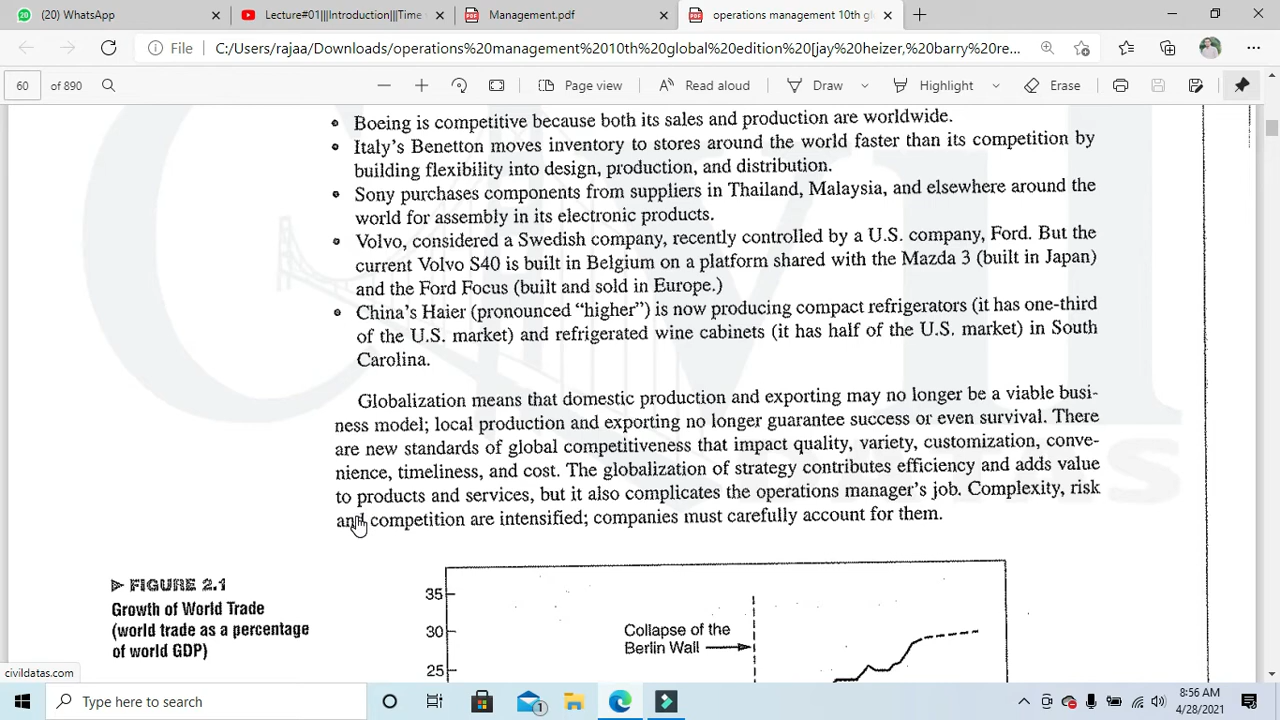 (20) WhatsApp
Lecture#01|||Introduction|||Time
Management.pdf
operations management 10th gl
File
C:/Users/rajaa/Downloads/operations%20management%2010th%20global%20edition%20[jay%20heizer,%20barry%20re...
60 of 890
Page view
Read aloud
Draw
Highlight
Erase
• Boeing is competitive because both its sales and production are worldwide.
• Italy's Benetton moves inventory to stores around the world faster than its competition by
building flexibility into design, production, and distribution.
• Sony purchases components from suppliers in Thailand, Malaysia, and elsewhere around the
world for assembly in its electronic products.
• Volvo, considered a Swedish company, recently controlled by a U.S. company, Ford. But the
current Volvo S40 is built in Belgium on a platform shared with the Mazda 3 (built in Japan)
and the Ford Focus (built and sold in Europe.)
• China's Haier (pronounced "higher") is now producing compact refrigerators (it has one-third
of the U.S. market) and refrigerated wine cabinets (it has half of the U.S. market) in South
Carolina.
Globalization means that domestic production and exporting may no longer be a viable busi-
ness model; local production and exporting no longer guarantee success or even survival. There
are new standards of global competitiveness that impact quality, variety, customization, conve-
nience, timeliness, and cost. The globalization of strategy contributes efficiency and adds value
to products and services, but it also complicates the operations manager's job. Complexity, risk
and competition are intensified; companies must carefully account for them.
▷ FIGURE 2.1
Growth of World Trade
(world trade as a percentage
of world GDP)
35
30
25
Collapse of the
Berlin Wall
civildatas.com
Type here to search
1
8:56 AM
4/28/2021